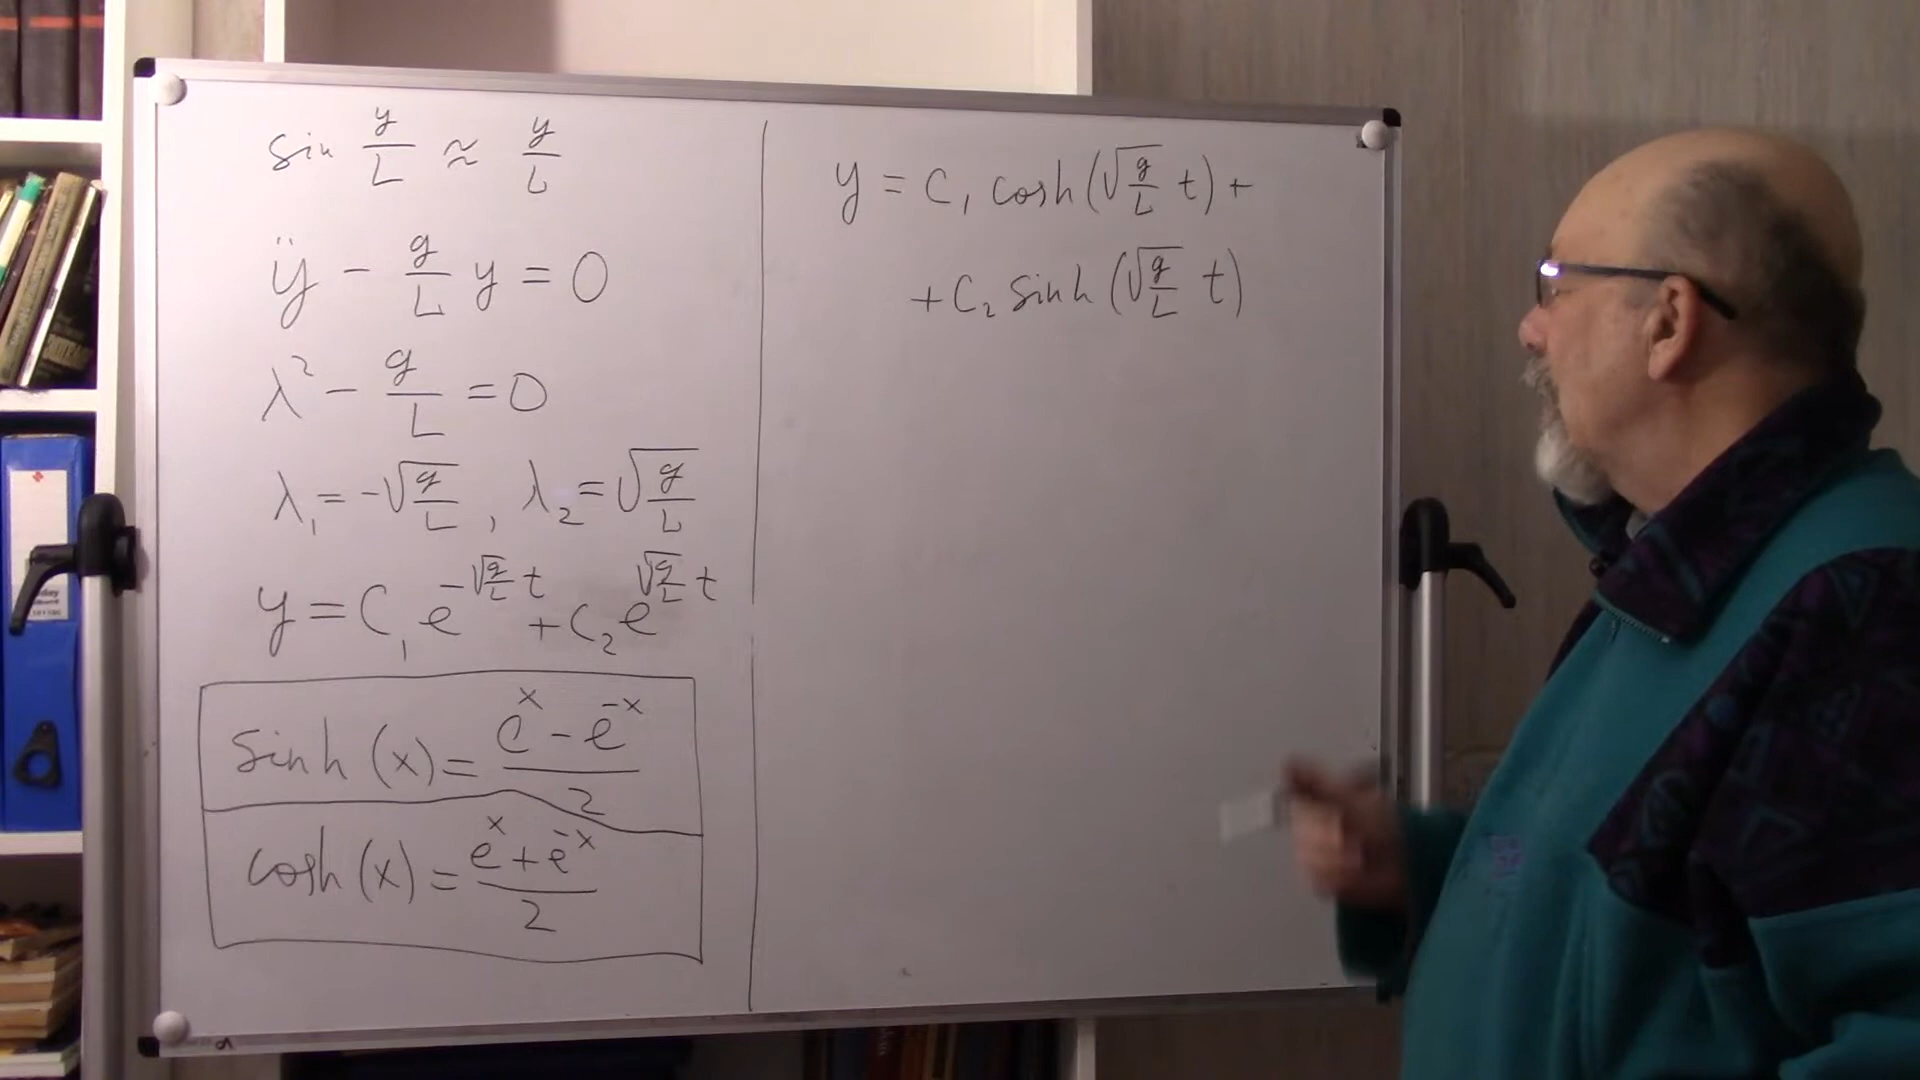 sin y/L ≈ y/L
ÿ - g/L y = 0
λ² - g/L = 0
λ₁ = -√(g/L) , λ₂ = √(g/L)
y = C₁ e^(-√(g/L) t) + C₂ e^(√(g/L) t)
sinh (x) = (e^x - e^-x)/2
cosh (x) = (e^x + e^-x)/2
y = C₁ cosh (√(g/L) t) +
+ C₂ sinh (√(g/L) t)